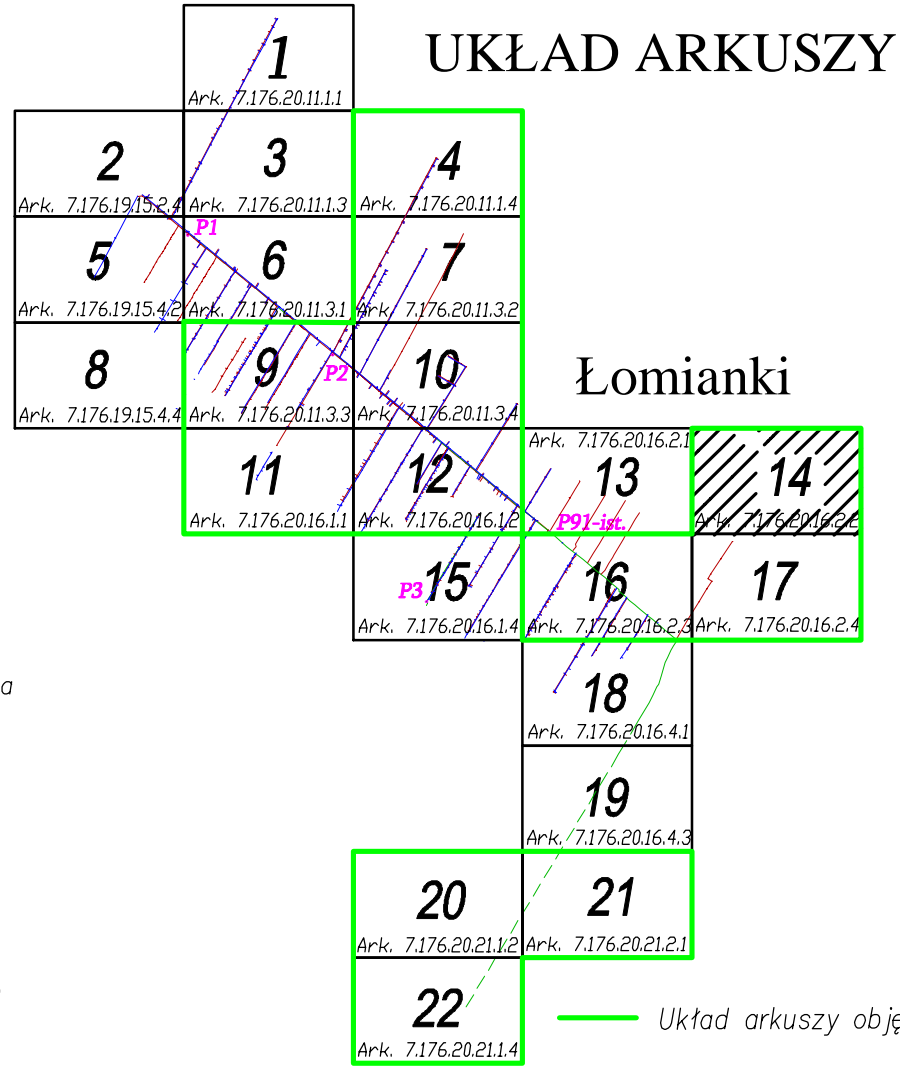 UKŁAD ARKUSZY
1
Ark. 7.176.20.11.1.1
2
Ark. 7.176.19.15.2.4
3
Ark. 7.176.20.11.1.3
4
Ark. 7.176.20.11.1.4
P1
5
Ark. 7.176.19.15.4.2
6
Ark. 7.176.20.11.3.1
7
Ark. 7.176.20.11.3.2
8
Ark. 7.176.19.15.4.4
9
Ark. 7.176.20.11.3.3
P2
10
Ark. 7.176.20.11.3.4
Łomianki
11
Ark. 7.176.20.16.1.1
12
Ark. 7.176.20.16.1.2
Ark. 7.176.20.16.2.1
13
P91-ist.
14
Ark. 7.176.20.16.2.2
P3
15
Ark. 7.176.20.16.1.4
16
Ark. 7.176.20.16.2.3
17
Ark. 7.176.20.16.2.4
a
18
Ark. 7.176.20.16.4.1
19
Ark. 7.176.20.16.4.3
20
Ark. 7.176.20.21.1.2
21
Ark. 7.176.20.21.2.1
22
Ark. 7.176.20.21.1.4
Układ arkuszy obję